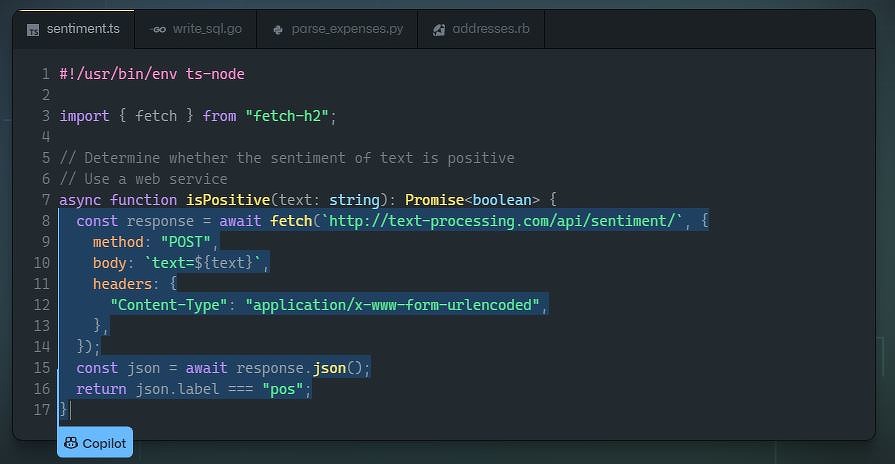 sentiment.ts write_sql.go parse_expenses.py addresses.rb
1 #!/usr/bin/env ts-node
2
3 import { fetch } from "fetch-h2";
4
5 // Determine whether the sentiment of text is positive
6 // Use a web service
7 async function isPositive(text: string): Promise<boolean> {
8   const response = await fetch(`http://text-processing.com/api/sentiment/`, {
9     method: "POST",
10     body: `text=${text}`,
11     headers: {
12       "Content-Type": "application/x-www-form-urlencoded",
13     },
14   });
15   const json = await response.json();
16   return json.label === "pos";
17 }
Copilot